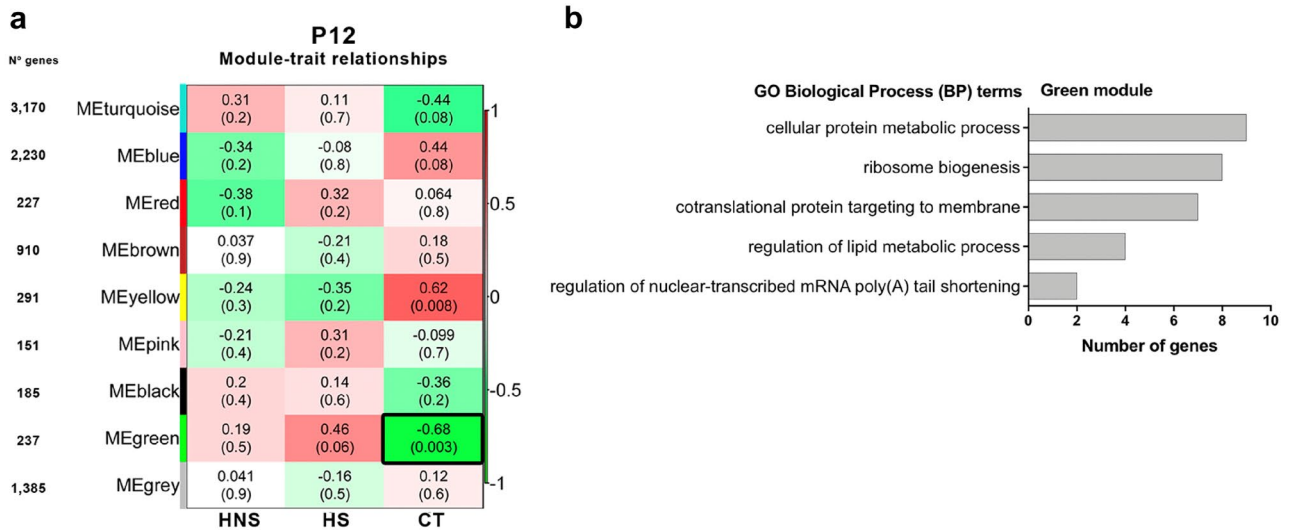 a
P12
Module-trait relationships
Nº genes
3,170 MEturquoise 0.31 0.11 -0.44
(0.2) (0.7) (0.08)
2,230 MEblue -0.34 -0.08 0.44
(0.2) (0.8) (0.08)
227 MEred -0.38 0.32 0.064
(0.1) (0.2) (0.8)
910 MEbrown 0.037 -0.21 0.18
(0.9) (0.4) (0.5)
291 MEyellow -0.24 -0.35 0.62
(0.3) (0.2) (0.008)
151 MEpink -0.21 0.31 -0.099
(0.4) (0.2) (0.7)
185 MEblack 0.2 0.14 -0.36
(0.4) (0.6) (0.2)
237 MEgreen 0.19 0.46 -0.68
(0.5) (0.06) (0.003)
1,385 MEgrey 0.041 -0.16 0.12
(0.9) (0.5) (0.6)
HNS HS CT
1
0.5
0
-0.5
-1
b
GO Biological Process (BP) terms Green module
cellular protein metabolic process
ribosome biogenesis
cotranslational protein targeting to membrane
regulation of lipid metabolic process
regulation of nuclear-transcribed mRNA poly(A) tail shortening
0 2 4 6 8 10
Number of genes